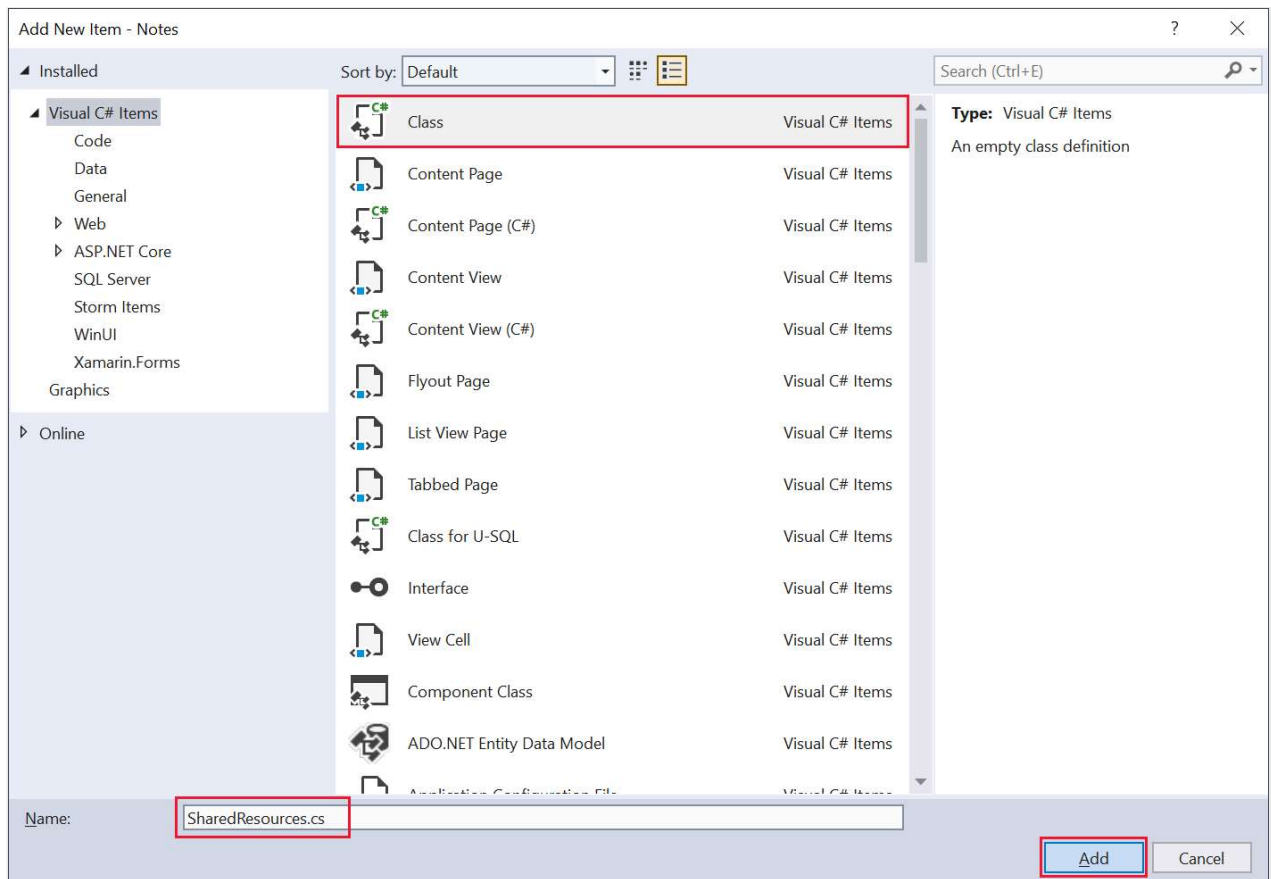 Add New Item - Notes
?
Installed
Sort by: Default
Search (Ctrl+E)
Visual C# Items
Code
Data
General
Web
ASP.NET Core
SQL Server
Storm Items
WinUI
Xamarin.Forms
Graphics
Online
C# Class Visual C# Items
Content Page Visual C# Items
C# Content Page (C#) Visual C# Items
Content View Visual C# Items
C# Content View (C#) Visual C# Items
Flyout Page Visual C# Items
List View Page Visual C# Items
Tabbed Page Visual C# Items
C# Class for U-SQL Visual C# Items
Interface Visual C# Items
View Cell Visual C# Items
Component Class Visual C# Items
ADO.NET Entity Data Model Visual C# Items
Application Configuration File Visual C# Items
Type: Visual C# Items
An empty class definition
Name: SharedResources.cs
Add Cancel